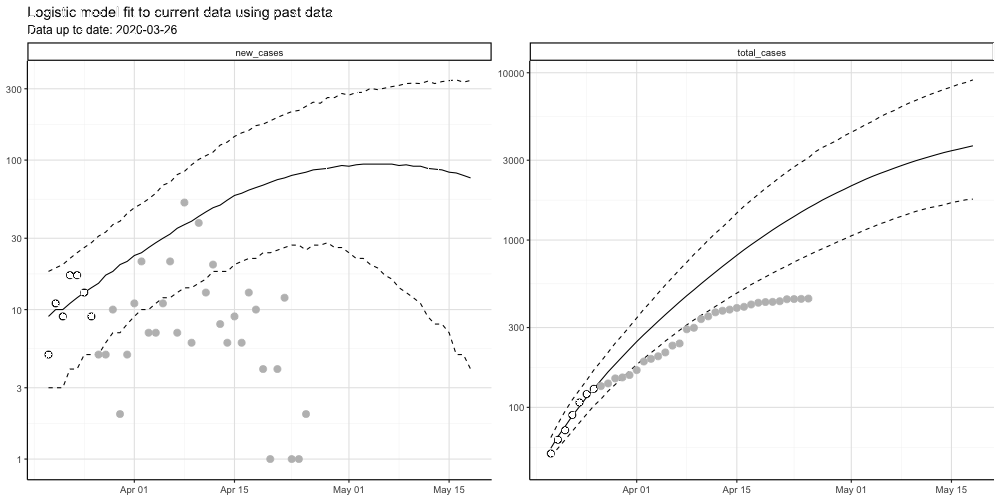 Logistic model fit to current data using past data
Data up to date: 2020-03-26
new_cases
total_cases
300
100
30
10
3
1
Apr 01
Apr 15
May 01
May 15
10000
3000
1000
300
100
Apr 01
Apr 15
May 01
May 15